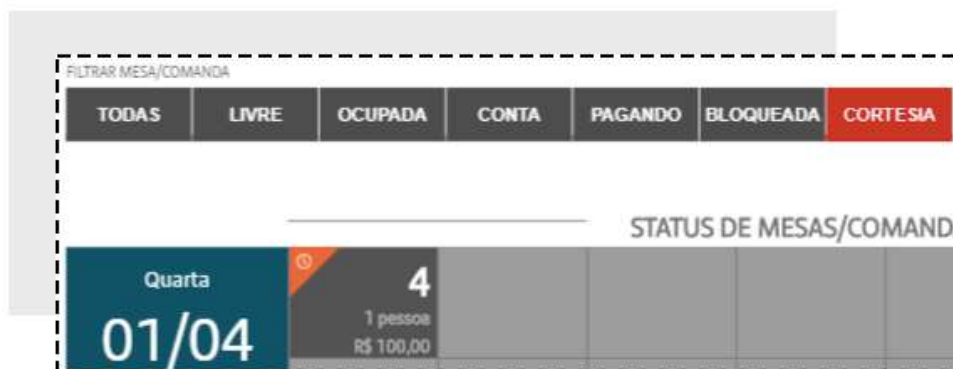 FILTRAR MESA/COMANDA
TODAS LIVRE OCUPADA CONTA PAGANDO BLOQUEADA CORTESIA
STATUS DE MESAS/COMAND
Quarta
01/04
4
1 pessoa
R$ 100,00